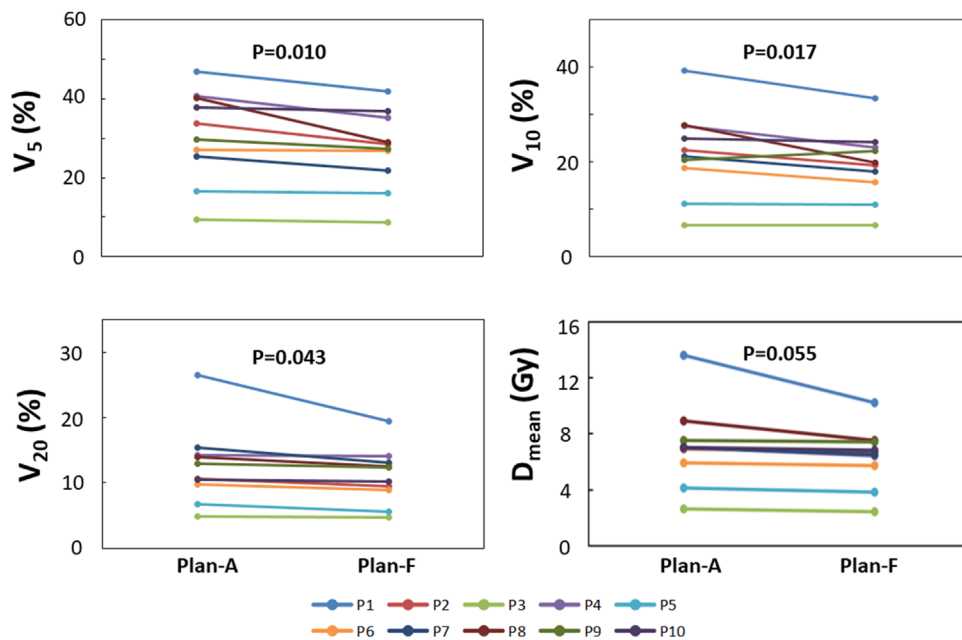 60
40
20
0
V5 (%)
P=0.010
40
20
0
V10 (%)
P=0.017
30
20
10
0
V20 (%)
P=0.043
Plan-A Plan-F
16
12
8
4
0
Dmean (Gy)
P=0.055
Plan-A Plan-F
P1 P2 P3 P4 P5
P6 P7 P8 P9 P10